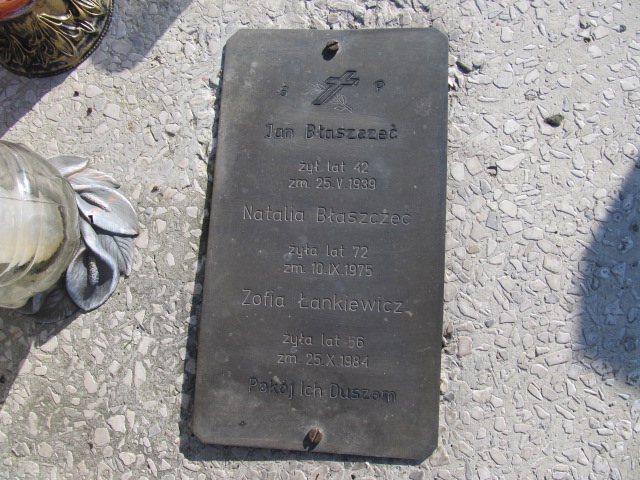 Ś P
Jan Błaszczeć
żył lat 42
zm. 25.V.1939
Natalia Błaszczec
żyła lat 72
zm. 10.IX.1975
Zofia Łankiewicz
żyła lat 56
zm. 25.X.1984
Pokój Ich Duszom